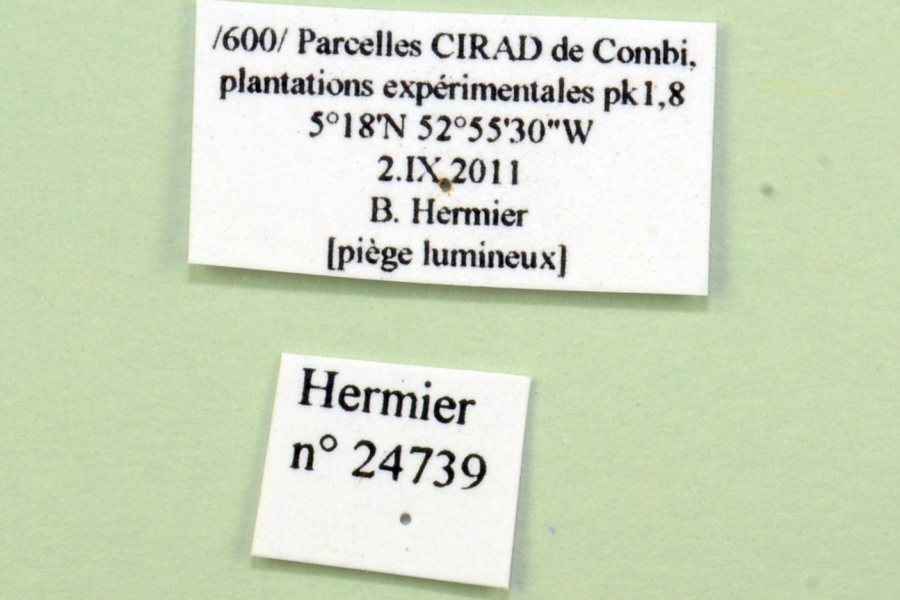 /600/ Parcelles CIRAD de Combi,
plantations expérimentales pk1,8
5°18'N 52°55'30"W
2.IX.2011
B. Hermier
[piège lumineux]
Hermier
n° 24739